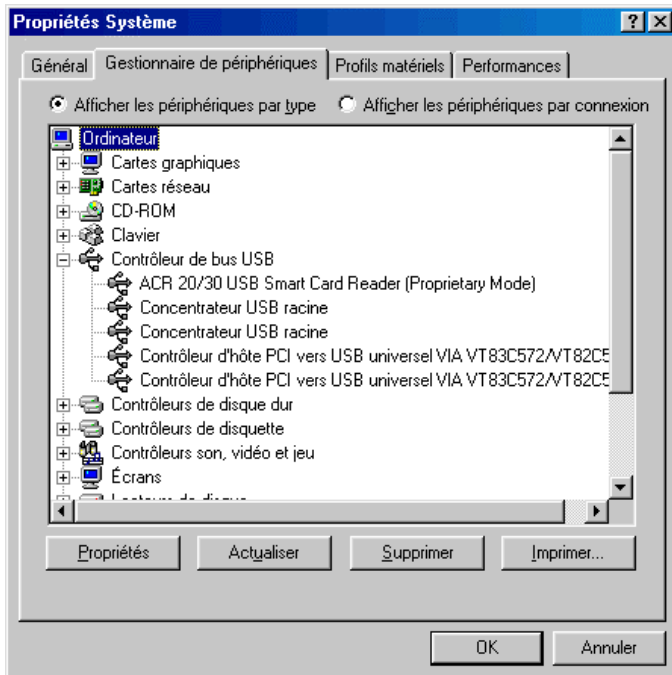 Propriétés Système
Général Gestionnaire de périphériques Profils matériels Performances
Afficher les périphériques par type Afficher les périphériques par connexion
Ordinateur
Cartes graphiques
Cartes réseau
CD-ROM
Clavier
Contrôleur de bus USB
ACR 20/30 USB Smart Card Reader (Proprietary Mode)
Concentrateur USB racine
Concentrateur USB racine
Contrôleur d'hôte PCI vers USB universel VIA VT83C572/VT82C5
Contrôleur d'hôte PCI vers USB universel VIA VT83C572/VT82C5
Contrôleurs de disque dur
Contrôleurs de disquette
Contrôleurs son, vidéo et jeu
Écrans
Lecteurs de disque
Propriétés Actualiser Supprimer Imprimer...
OK Annuler